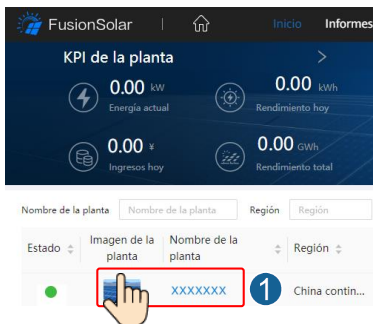 FusionSolar Inicio Informes
KPI de la planta >
0.00 kW 0.00 kWh
Energía actual Rendimiento hoy
0.00 ¥ 0.00 GWh
Ingresos hoy Rendimiento total
Nombre de la planta Nombre de la planta Región Región
Estado Imagen de la planta Nombre de la planta Región
XXXXXXX 1 China contin...